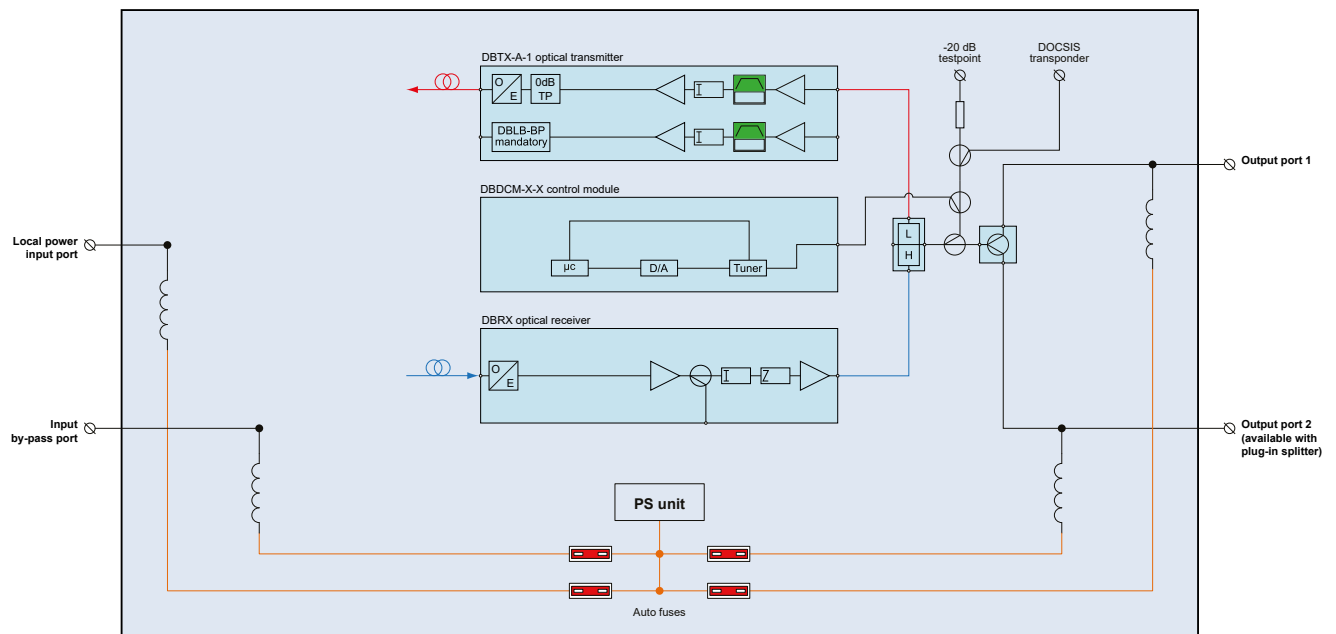 -20 dB
testpoint
DOCSIS
transponder
DBTX-A-1 optical transmitter
O
E
0dB
TP
DBLB-BP
mandatory
Output port 1
DBDCM-X-X control module
Local power
input port
L
H
µc
D/A
Tuner
DBRX optical receiver
O
E
Input
by-pass port
Output port 2
(available with
plug-in splitter)
PS unit
Auto fuses